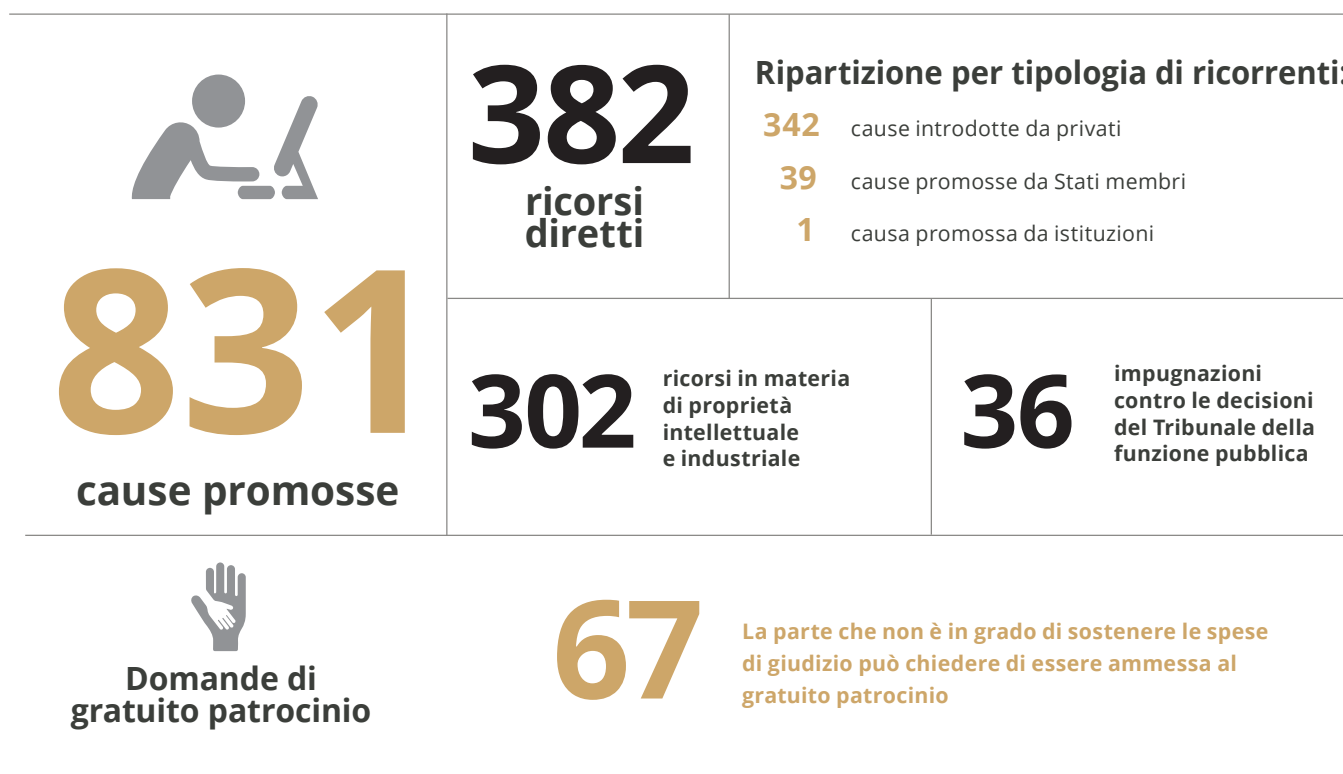 831
cause promosse
382
ricorsi
diretti
Ripartizione per tipologia di ricorrenti:
342 cause introdotte da privati
39 cause promosse da Stati membri
1 causa promossa da istituzioni
302
ricorsi in materia
di proprietà
intellettuale
e industriale
36
impugnazioni
contro le decisioni
del Tribunale della
funzione pubblica
Domande di
gratuito patrocinio
67
La parte che non è in grado di sostenere le spese
di giudizio può chiedere di essere ammessa al
gratuito patrocinio